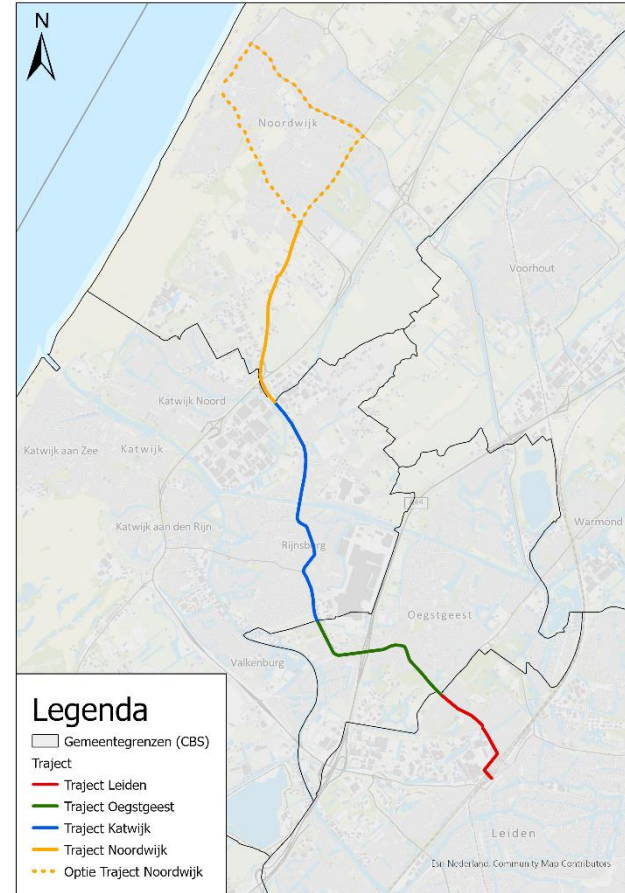 N
Noordwijk
Voorhout
Katwijk Noord
Katwijk aan Zee
Katwijk
Katwijk aan den Rijn
Warmond
Rijnsburg
Oegstgeest
Valkenburg
Leiden
Esri Nederland, Community Map Contributors
Legenda
Gemeentegrenzen (CBS)
Traject
Traject Leiden
Traject Oegstgeest
Traject Katwijk
Traject Noordwijk
Optie Traject Noordwijk